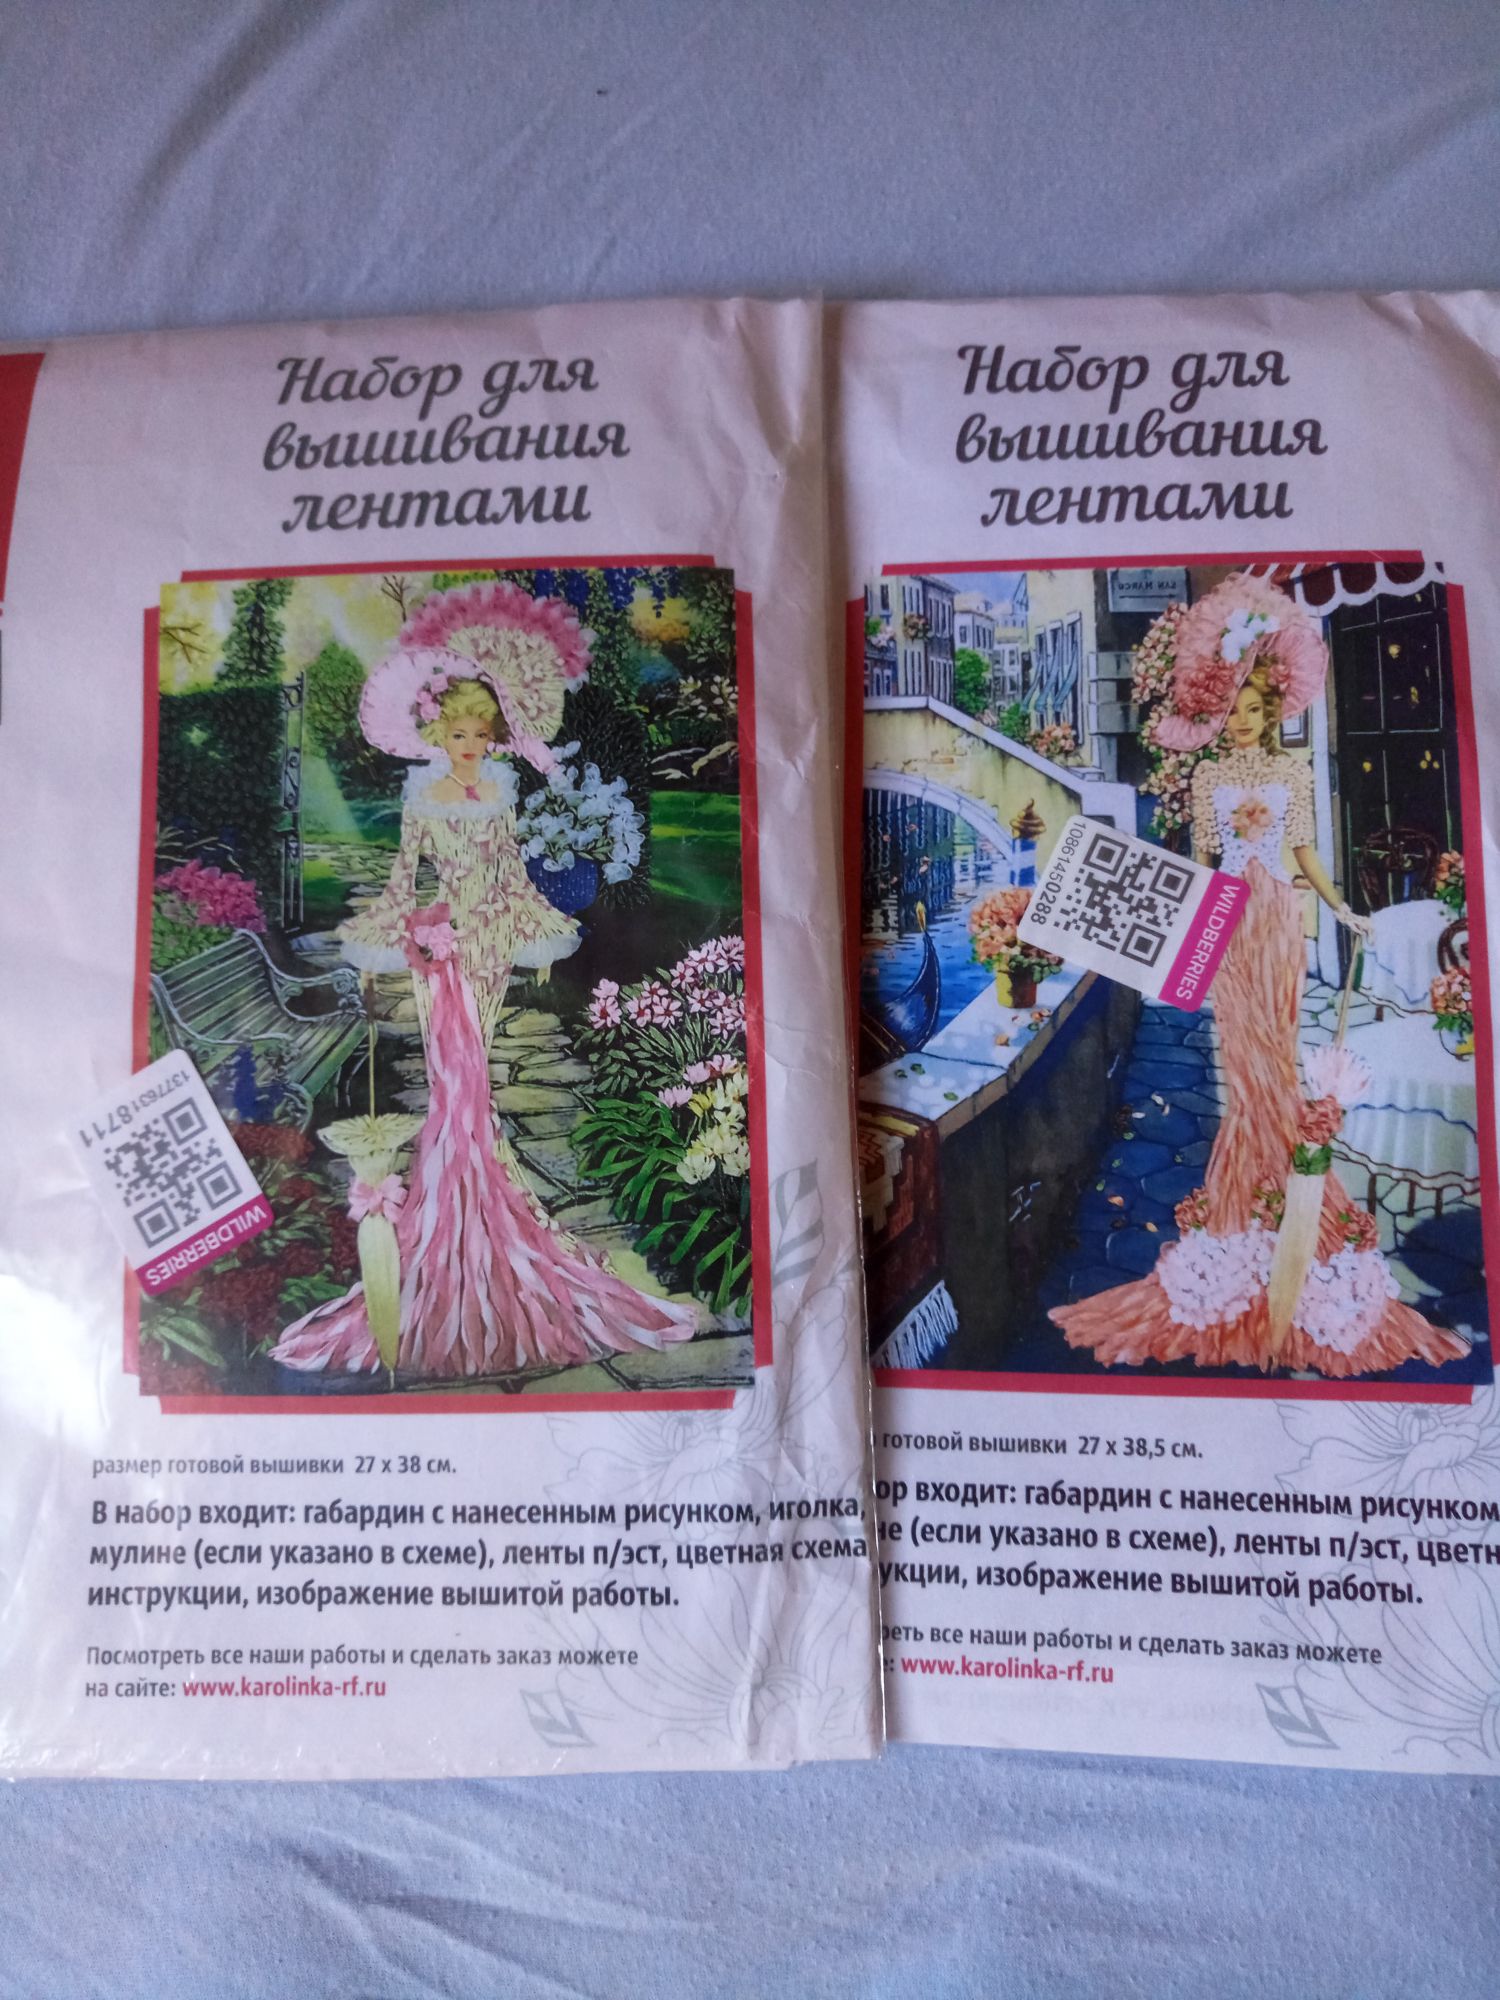 Набор для
вышивания
лентами
13776318711
WILDBERRIES
размер готовой вышивки 27 x 38 см.
В набор входит: габардин с нанесенным рисунком, иголка,
мулине (если указано в схеме), ленты п/эст, цветная схема
инструкции, изображение вышитой работы.
Посмотреть все наши работы и сделать заказ можете
на сайте: www.karolinka-rf.ru
Набор для
вышивания
лентами
SAN MARCO
10861450288
WILDBERRIES
готовой вышивки 27 x 38,5 см.
ор входит: габардин с нанесенным рисунком
не (если указано в схеме), ленты п/эст, цветн
укции, изображение вышитой работы.
реть все наши работы и сделать заказ можете
е: www.karolinka-rf.ru